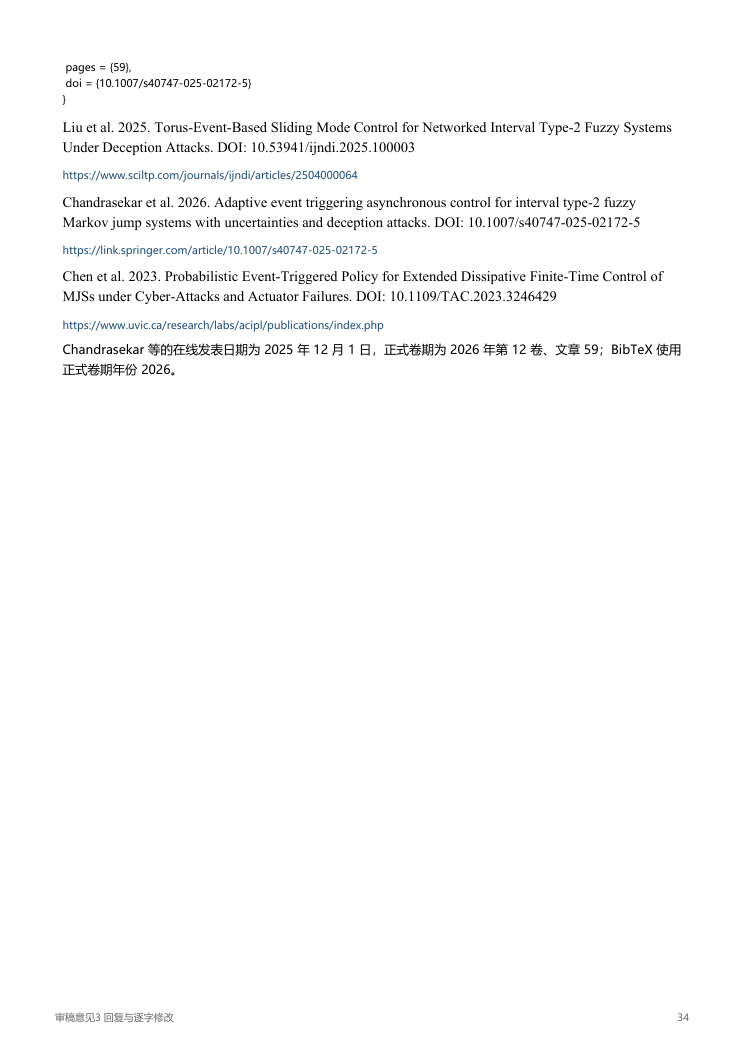 pages = {59},
doi = {10.1007/s40747-025-02172-5}
}
Liu et al. 2025. Torus-Event-Based Sliding Mode Control for Networked Interval Type-2 Fuzzy Systems
Under Deception Attacks. DOI: 10.53941/ijndi.2025.100003
https://www.sciltp.com/journals/ijndi/articles/2504000064
Chandrasekar et al. 2026. Adaptive event triggering asynchronous control for interval type-2 fuzzy
Markov jump systems with uncertainties and deception attacks. DOI: 10.1007/s40747-025-02172-5
https://link.springer.com/article/10.1007/s40747-025-02172-5
Chen et al. 2023. Probabilistic Event-Triggered Policy for Extended Dissipative Finite-Time Control of
MJSs under Cyber-Attacks and Actuator Failures. DOI: 10.1109/TAC.2023.3246429
https://www.uvic.ca/research/labs/acipl/publications/index.php
Chandrasekar 等的在线发表日期为 2025 年 12 月 1 日，正式卷期为 2026 年第 12 卷、文章 59；BibTeX 使用
正式卷期年份 2026。
审稿意见3 回复与逐字修改
34